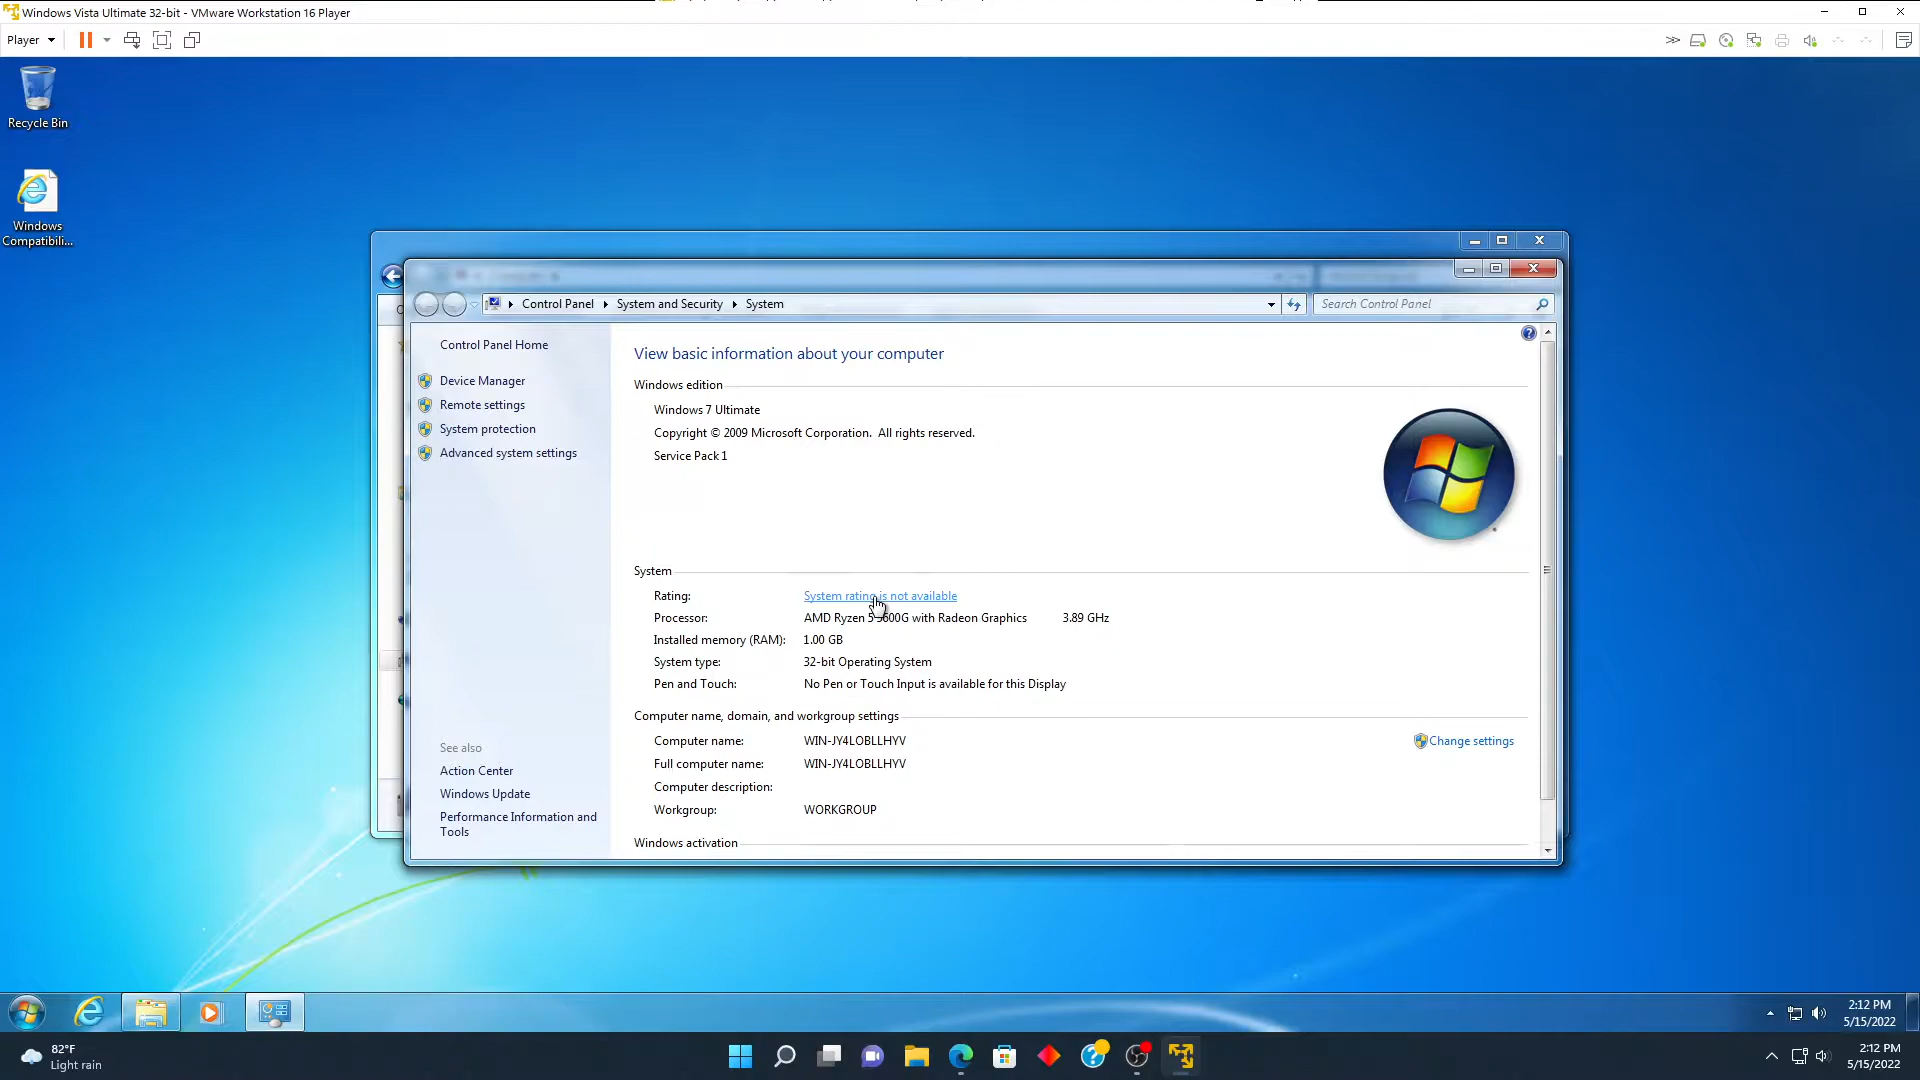 Windows Vista Ultimate 32-bit - VMware Workstation 16 Player
Player
Recycle Bin
Windows
Compatibili...
Control Panel
System and Security
System
Search Control Panel
Control Panel Home
Device Manager
Remote settings
System protection
Advanced system settings
See also
Action Center
Windows Update
Performance Information and
Tools
View basic information about your computer
Windows edition
Windows 7 Ultimate
Copyright © 2009 Microsoft Corporation. All rights reserved.
Service Pack 1
System
Rating: System rating is not available
Processor: AMD Ryzen 5 5600G with Radeon Graphics 3.89 GHz
Installed memory (RAM): 1.00 GB
System type: 32-bit Operating System
Pen and Touch: No Pen or Touch Input is available for this Display
Computer name, domain, and workgroup settings
Computer name: WIN-JY4LOBLLHYV
Change settings
Full computer name: WIN-JY4LOBLLHYV
Computer description:
Workgroup: WORKGROUP
Windows activation
2:12 PM
5/15/2022
82°F
Light rain
2:12 PM
5/15/2022